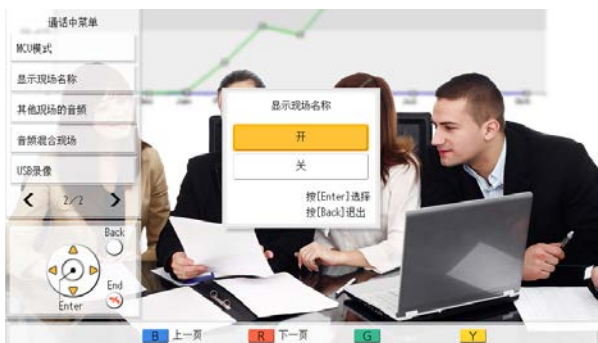 通话中菜单
MCU模式
显示现场名称
其他现场的音频
音频混合现场
USB录像
2/2
Back
End
Enter
显示现场名称
开
关
按[Enter]选择
按[Back]退出
B 上一页 R 下一页 G Y